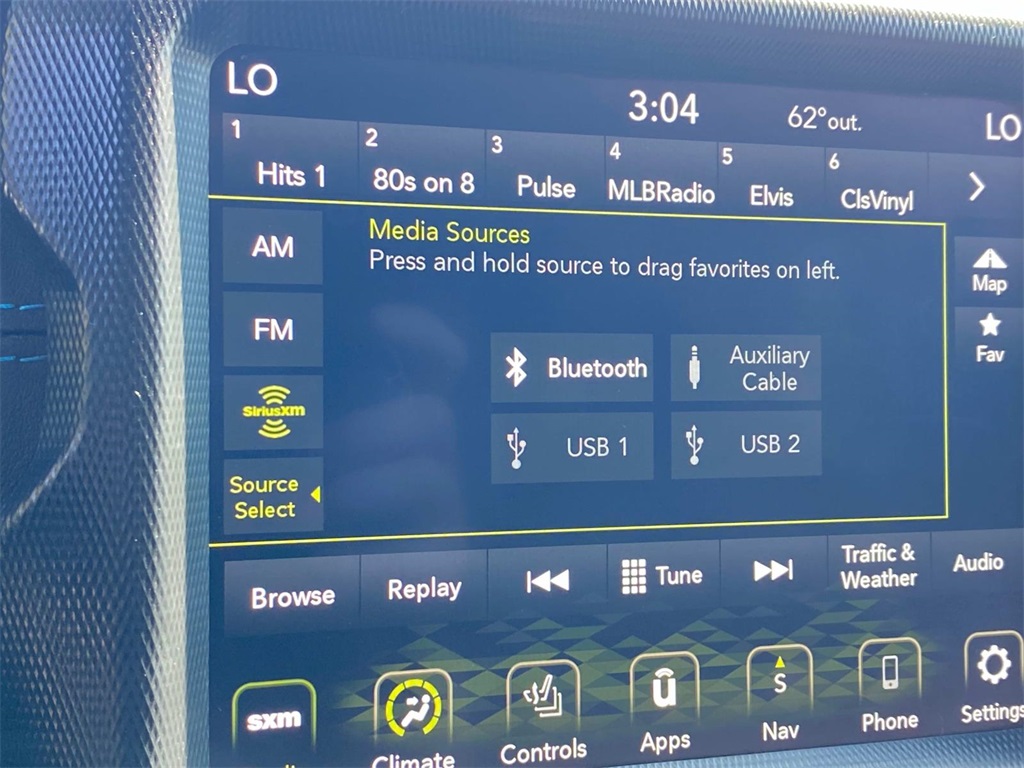 LO
3:04
62° out.
LO
1
Hits 1
2
80s on 8
3
Pulse
4
MLBRadio
5
Elvis
6
ClsVinyl
AM
FM
SiriusXM
Source
Select
Media Sources
Press and hold source to drag favorites on left.
Bluetooth
Auxiliary
Cable
USB 1
USB 2
Map
Fav
Browse
Replay
Tune
Traffic &
Weather
Audio
sxm
Climate
Controls
û
Apps
S
Nav
Phone
Settings